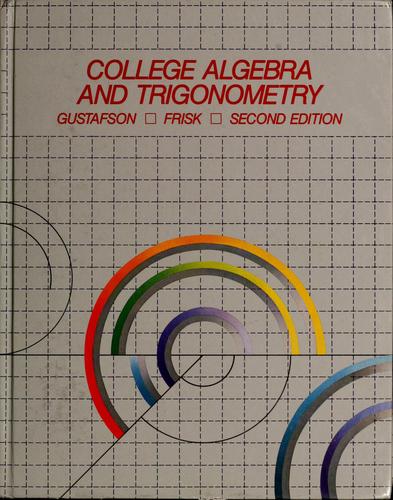 COLLEGE ALGEBRA
AND TRIGONOMETRY
GUSTAFSON □ FRISK □ SECOND EDITION